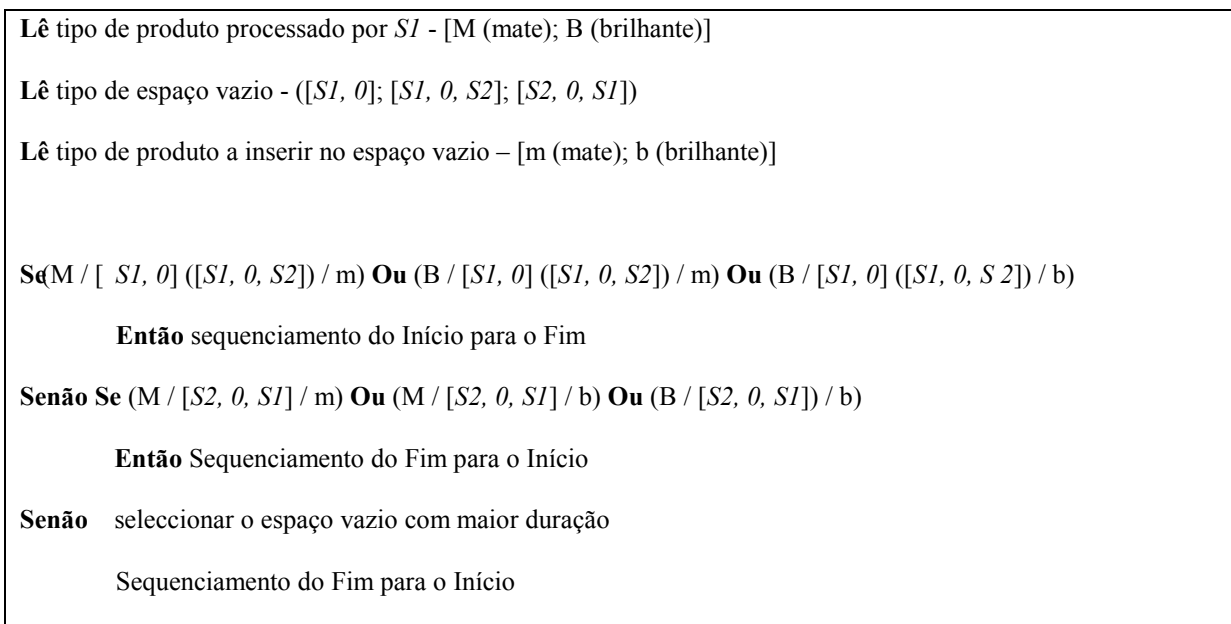 Lê tipo de produto processado por S1 - [M (mate); B (brilhante)]
Lê tipo de espaço vazio - ([S1, 0]; [S1, 0, S2]; [S2, 0, S1])
Lê tipo de produto a inserir no espaço vazio – [m (mate); b (brilhante)]
Se(M / [ S1, 0] ([S1, 0, S2]) / m) Ou (B / [S1, 0] ([S1, 0, S2]) / m) Ou (B / [S1, 0] ([S1, 0, S 2]) / b)
Então sequenciamento do Início para o Fim
Senão Se (M / [S2, 0, S1] / m) Ou (M / [S2, 0, S1] / b) Ou (B / [S2, 0, S1]) / b)
Então Sequenciamento do Fim para o Início
Senão seleccionar o espaço vazio com maior duração
Sequenciamento do Fim para o Início